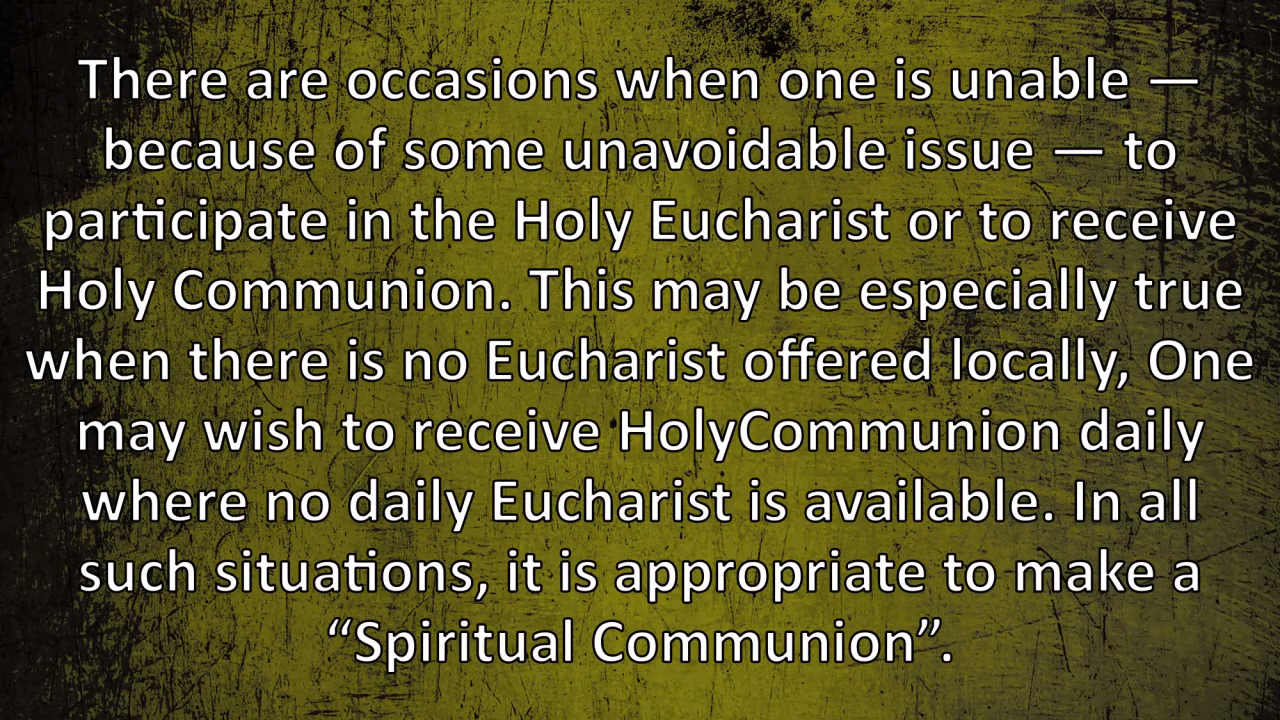 There are occasions when one is unable —
because of some unavoidable issue — to
participate in the Holy Eucharist or to receive
Holy Communion. This may be especially true
when there is no Eucharist offered locally, One
may wish to receive HolyCommunion daily
where no daily Eucharist is available. In all
such situations, it is appropriate to make a
“Spiritual Communion”.